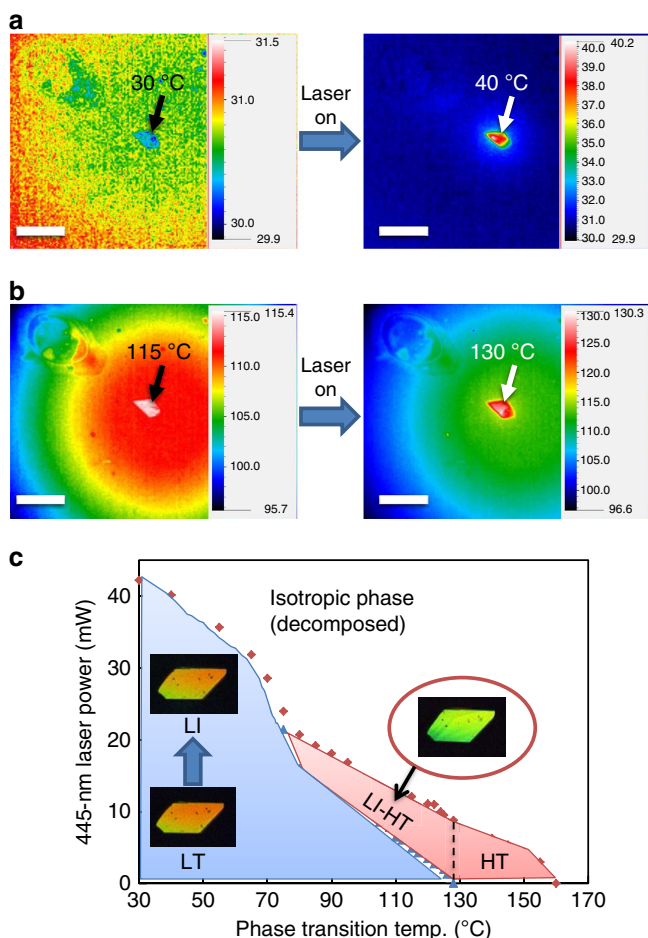 a
30 °C
31.5
31.0
30.0
29.9
Laser
on
40 °C
40.0
40.2
39.0
38.0
37.0
36.0
35.0
34.0
33.0
32.0
31.0
30.0
29.9
b
115 °C
115.4
115.0
110.0
105.0
100.0
95.7
Laser
on
130 °C
130.3
130.0
125.0
120.0
115.0
110.0
105.0
100.0
96.6
c
445-nm laser power (mW)
40
30
20
10
0
Isotropic phase
(decomposed)
LI
LT
LI-HT
HT
30
50
70
90
110
130
150
170
Phase transition temp. (°C)